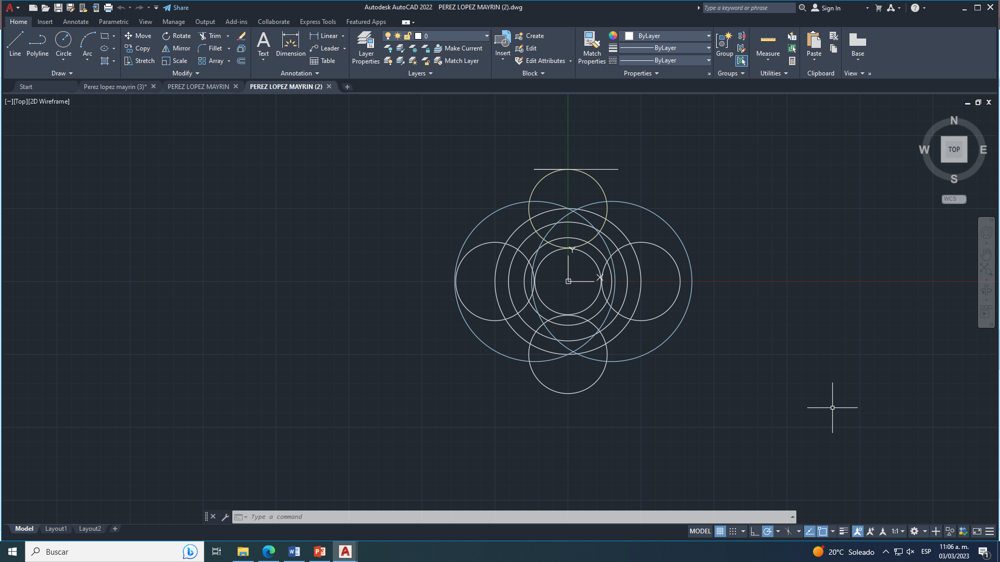 Share
Autodesk AutoCAD 2022 PEREZ LOPEZ MAYRIN (2).dwg
Type a keyword or phrase
Sign In
Home Insert Annotate Parametric View Manage Output Add-ins Collaborate Express Tools Featured Apps
Line Polyline Circle Arc
Move Rotate Trim
Copy Mirror Fillet
Stretch Scale Array
Text Dimension
Linear
Leader
Table
Layer Properties
0
Make Current
Match Layer
Insert
Create
Edit
Edit Attributes
Match Properties
ByLayer
ByLayer
ByLayer
Group
Measure
Paste
Base
Draw Modify Annotation Layers Block Properties Groups Utilities Clipboard View
Start Perez lopez mayrin (3)* PEREZ LOPEZ MAYRIN PEREZ LOPEZ MAYRIN (2)
[−][Top][2D Wireframe]
N
W TOP E
S
WCS
Y
X
Type a command
Model Layout1 Layout2
MODEL 1:1
Buscar
20°C Soleado
ESP
11:06 a. m.
03/03/2023
1